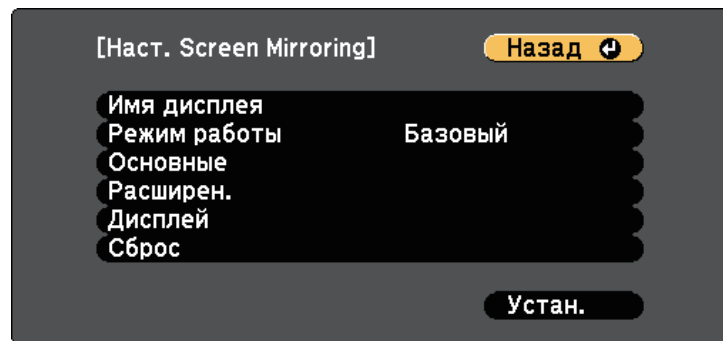 [Наст. Screen Mirroring] Назад
Имя дисплея
Режим работы Базовый
Основные
Расширен.
Дисплей
Сброс
Устан.